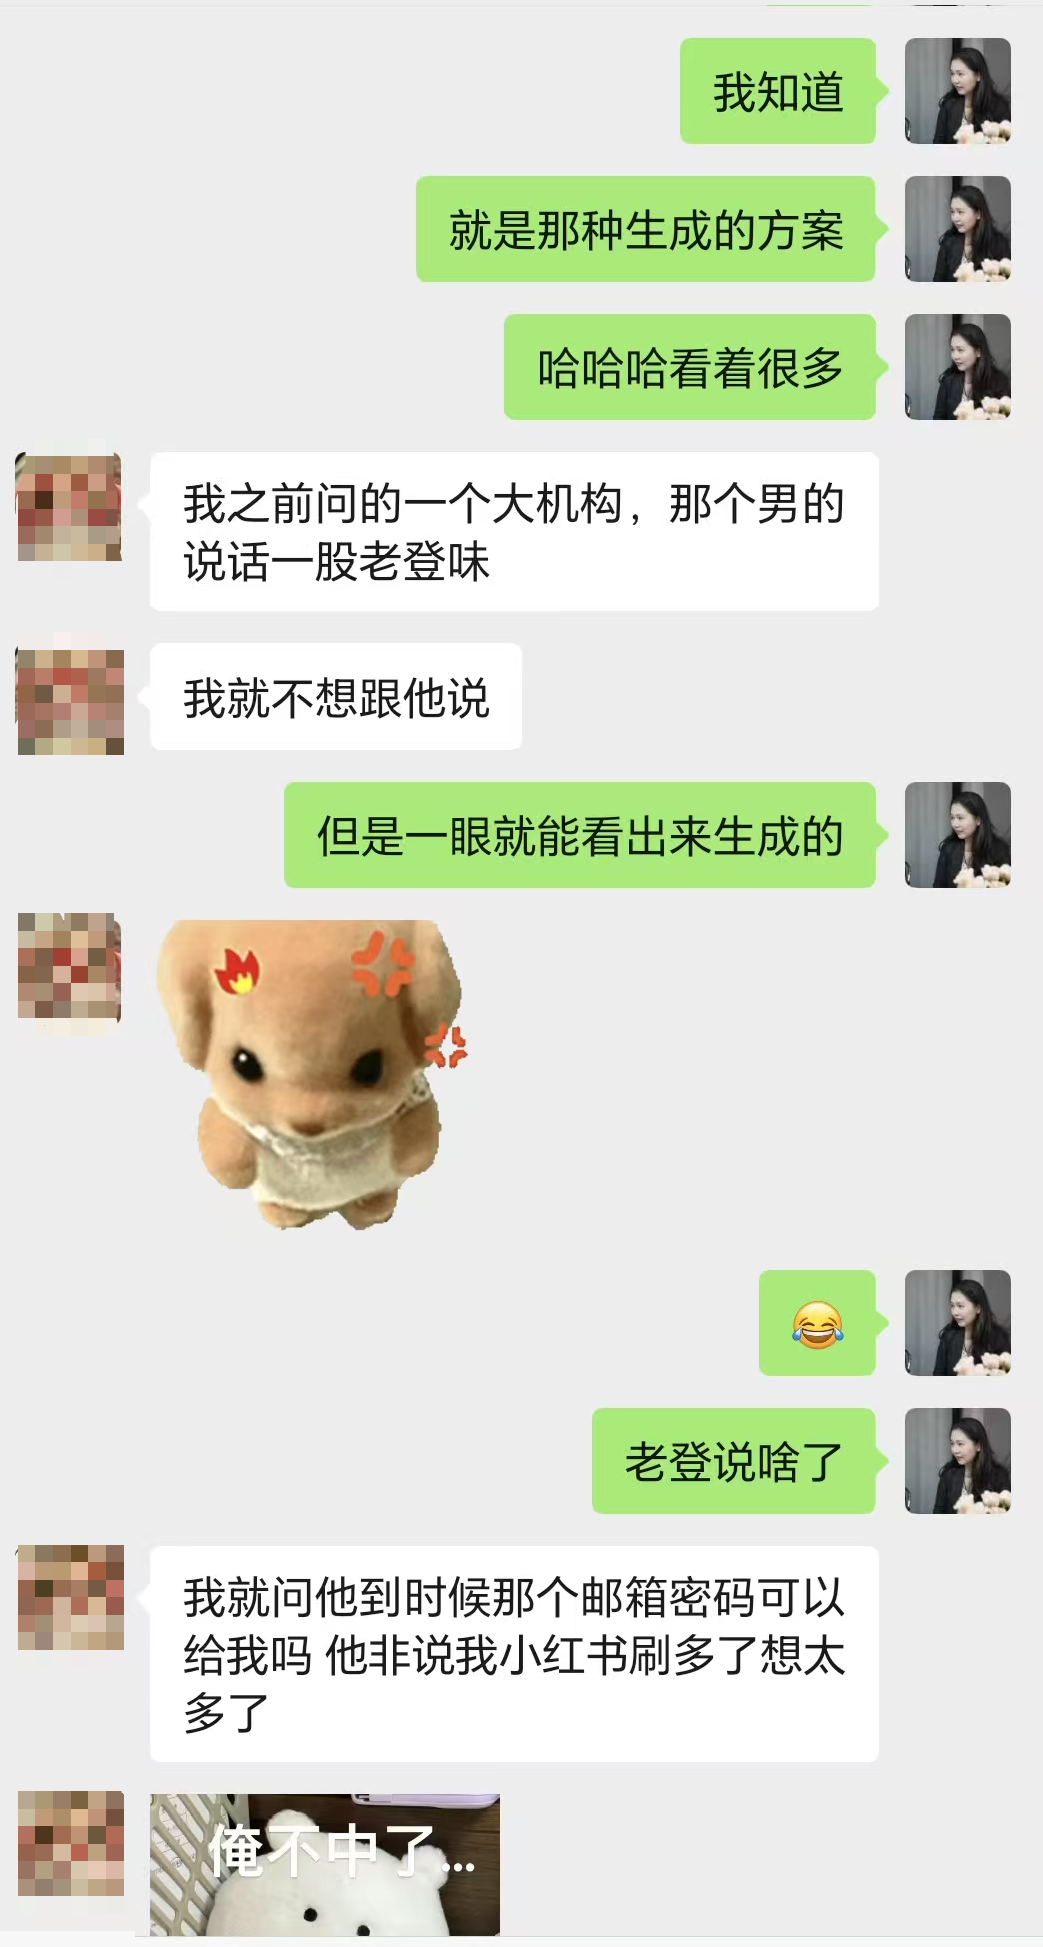 我知道
就是那种生成的方案
哈哈哈看着很多
我之前问的一个大机构，那个男的
说话一股老登味
我就不想跟他说
但是一眼就能看出来生成的
老登说啥了
我就问他到时候那个邮箱密码可以
给我吗 他非说我小红书刷多了想太
多了
俺不中了...